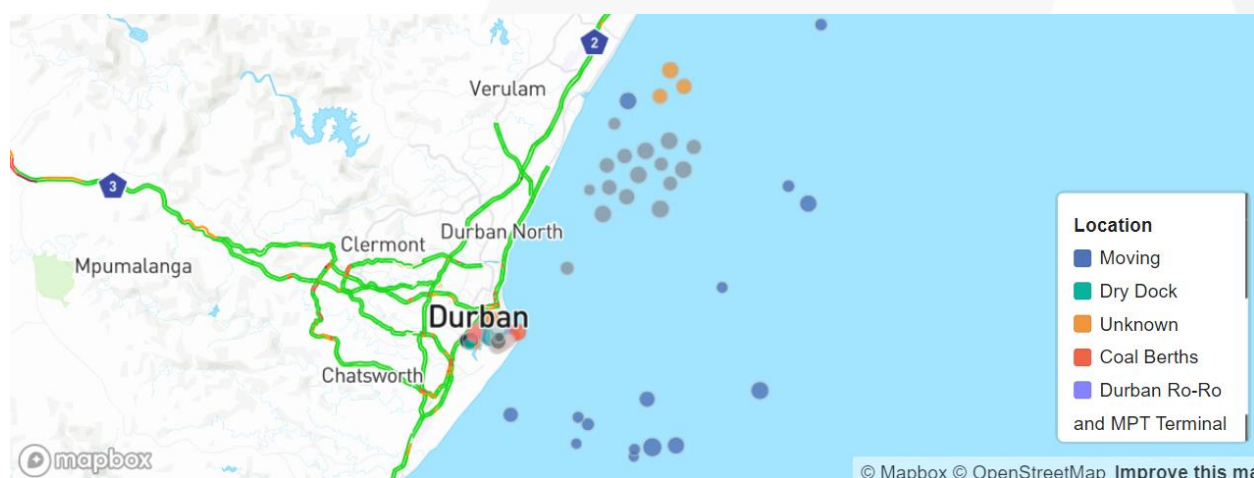 2
Verulam
3
Clermont
Durban North
Mpumalanga
Durban
Chatsworth
Location
Moving
Dry Dock
Unknown
Coal Berths
Durban Ro-Ro
and MPT Terminal
mapbox
© Mapbox © OpenStreetMap Improve this ma